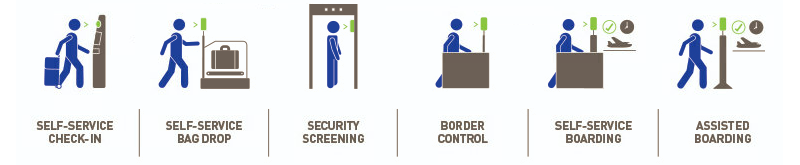 SELF-SERVICE
CHECK-IN
SELF-SERVICE
BAG DROP
SECURITY
SCREENING
BORDER
CONTROL
SELF-SERVICE
BOARDING
ASSISTED
BOARDING